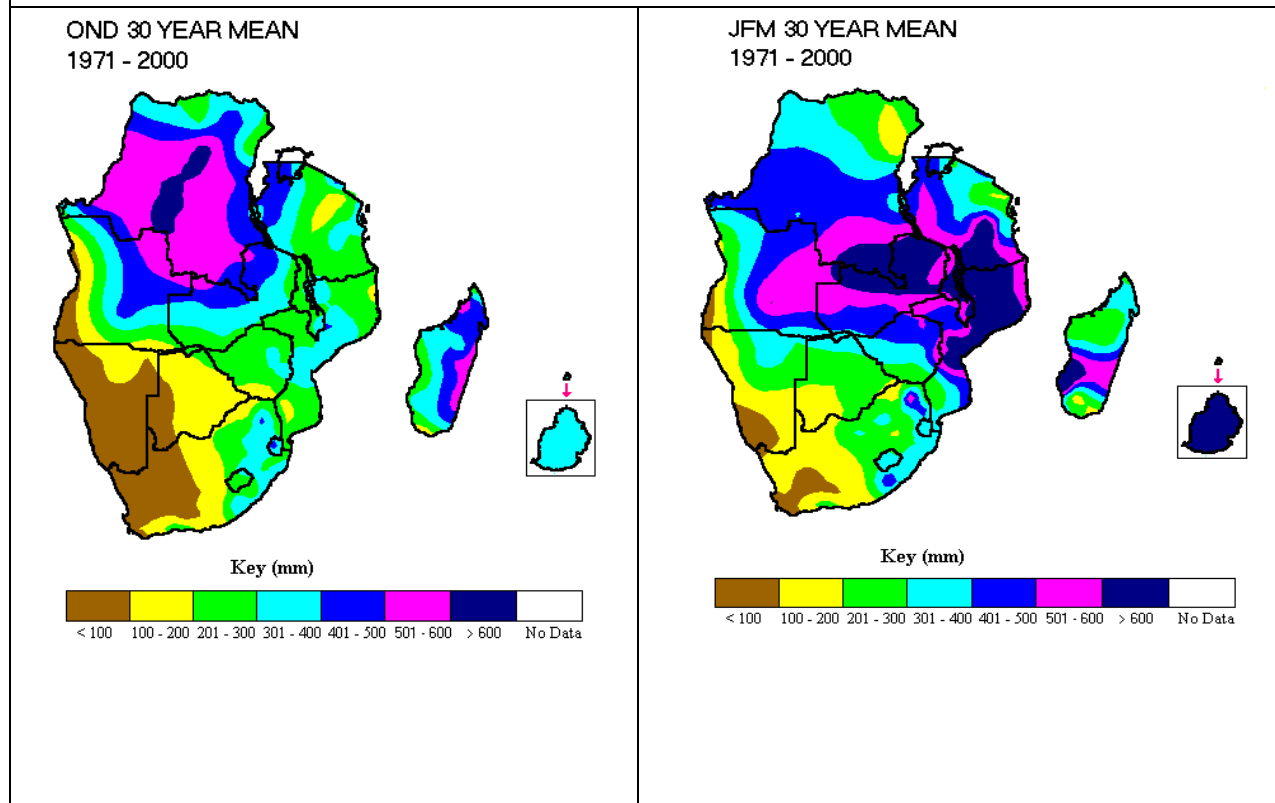 OND 30 YEAR MEAN
1971 - 2000
Key (mm)
< 100 100 - 200 201 - 300 301 - 400 401 - 500 501 - 600 > 600 No Data
JFM 30 YEAR MEAN
1971 - 2000
Key (mm)
< 100 100 - 200 201 - 300 301 - 400 401 - 500 501 - 600 > 600 No Data